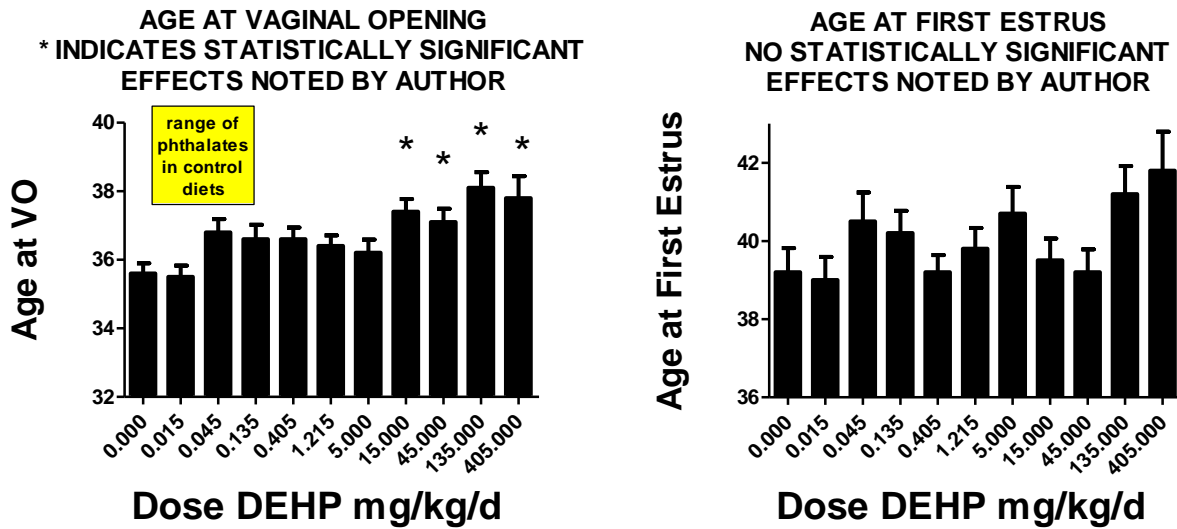 AGE AT VAGINAL OPENING
* INDICATES STATISTICALLY SIGNIFICANT
EFFECTS NOTED BY AUTHOR
range of
phthalates
in control
diets
* * * *
Age at VO
40
38
36
34
32
0.000 0.015 0.045 0.135 0.405 1.215 5.000 15.000 45.000 135.000 405.000
Dose DEHP mg/kg/d
AGE AT FIRST ESTRUS
NO STATISTICALLY SIGNIFICANT
EFFECTS NOTED BY AUTHOR
Age at First Estrus
42
40
38
36
0.000 0.015 0.045 0.135 0.405 1.215 5.000 15.000 45.000 135.000 405.000
Dose DEHP mg/kg/d